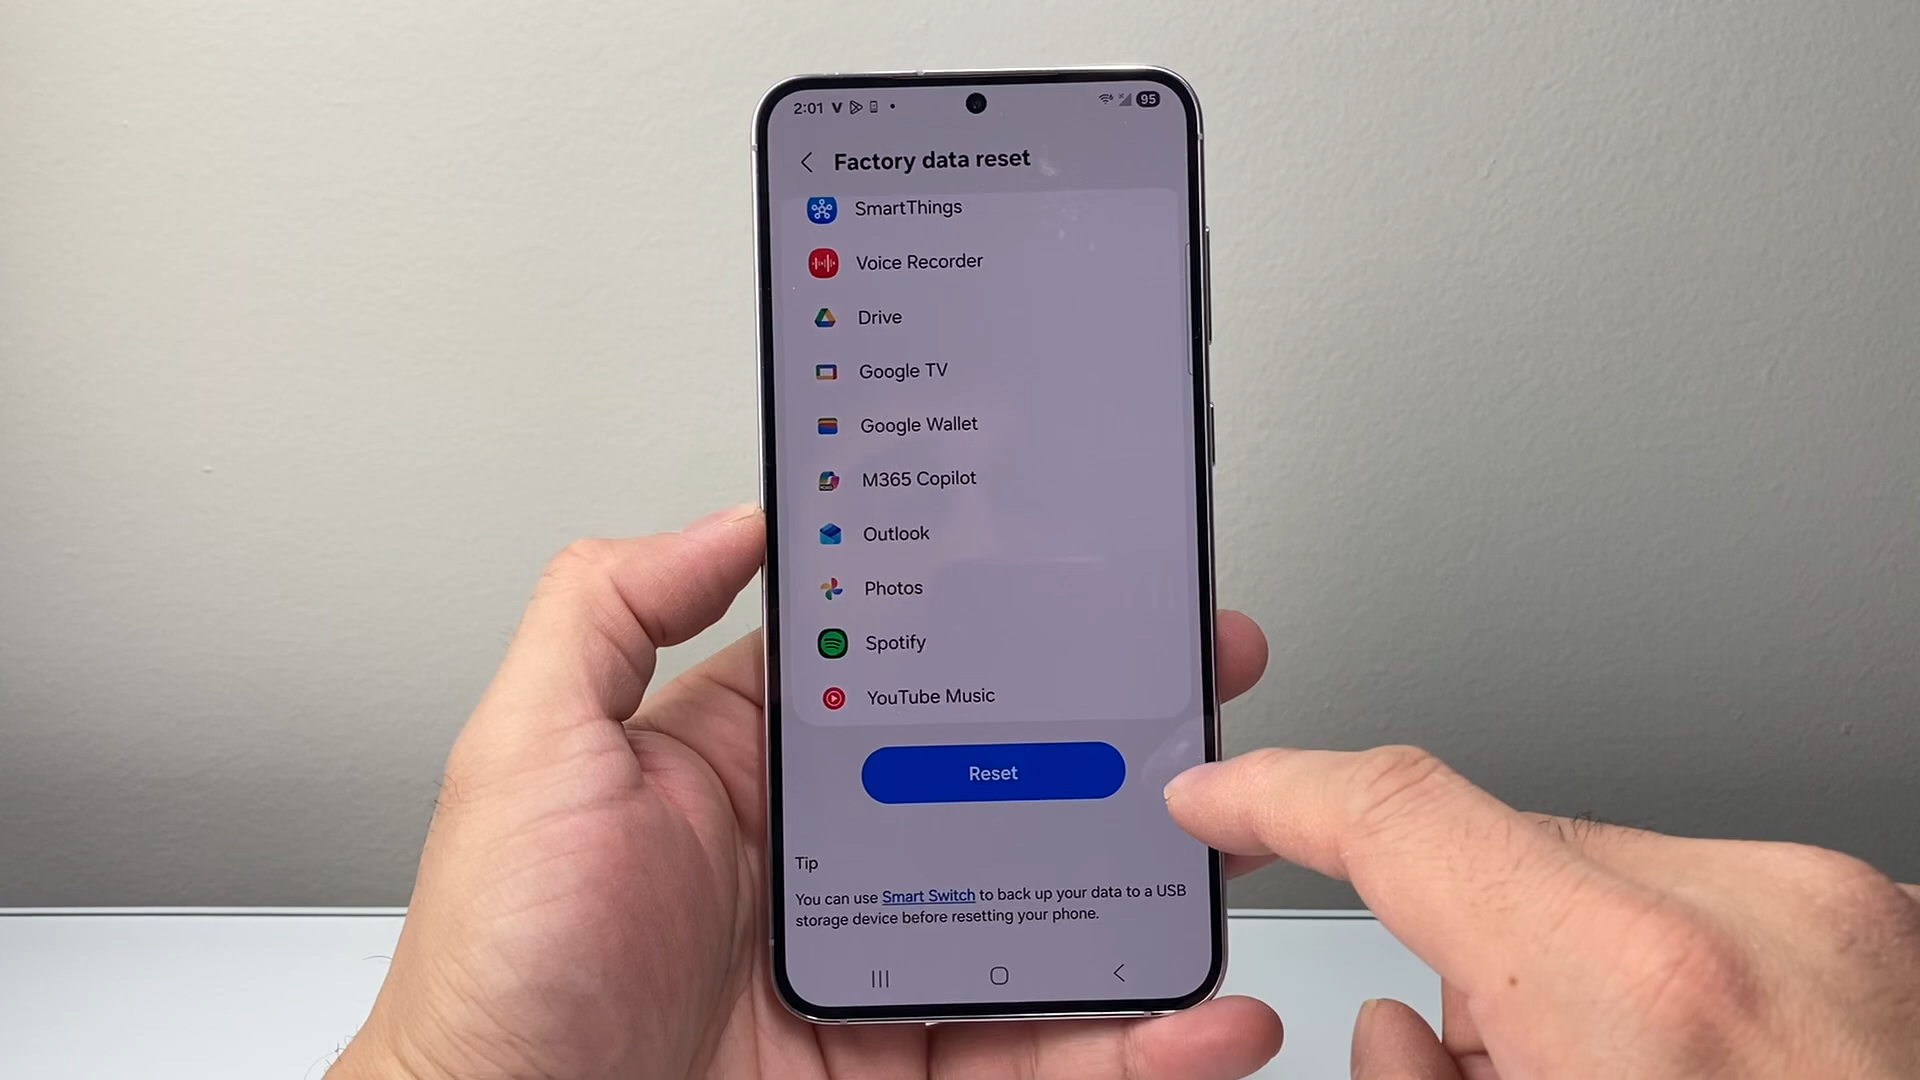 2:01 V
95
Factory data reset
SmartThings
Voice Recorder
Drive
Google TV
Google Wallet
M365 Copilot
Outlook
Photos
Spotify
YouTube Music
Reset
Tip
You can use Smart Switch to back up your data to a USB
storage device before resetting your phone.